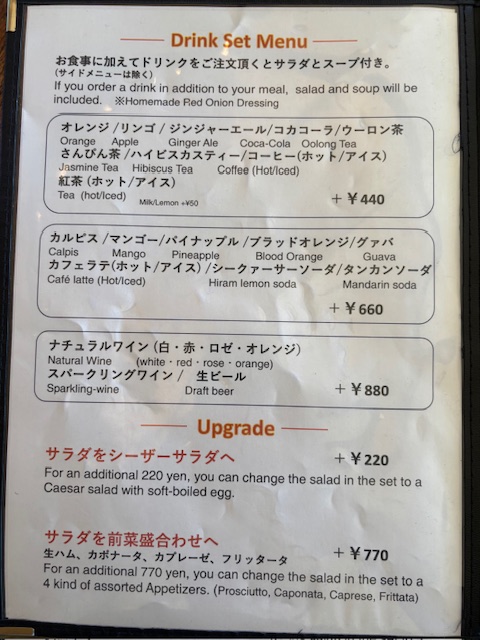 Drink Set Menu
お食事に加えてドリンクをご注文頂くとサラダとスープ付き。
(サイドメニューは除く)
If you order a drink in addition to your meal, salad and soup will be
included. ※Homemade Red Onion Dressing
オレンジ /リンゴ / ジンジャーエール/コカコーラ/ウーロン茶
Orange Apple Ginger Ale Coca-Cola Oolong Tea
さんぴん茶 /ハイビスカスティー/コーヒー(ホット/アイス)
Jasmine Tea Hibiscus Tea Coffee (Hot/Iced)
紅茶 (ホット/アイス)
Tea (hot/Iced) Milk/Lemon +¥50 +¥440
カルピス /マンゴー/パイナップル /ブラッドオレンジ/グァバ
Calpis Mango Pineapple Blood Orange Guava
カフェラテ(ホット/アイス) /シークァーサーソーダ/タンカンソーダ
Café latte (Hot/Iced) Hiram lemon soda Mandarin soda
+¥660
ナチュラルワイン (白・赤・ロゼ・オレンジ)
Natural Wine (white・red・rose・orange)
スパークリングワイン / 生ビール
Sparkling-wine Draft beer +¥880
Upgrade
サラダをシーザーサラダへ +¥220
For an additional 220 yen, you can change the salad in the set to a
Caesar salad with soft-boiled egg.
サラダを前菜盛合わせへ
生ハム、カポナータ、カプレーゼ、フリッタータ +¥770
For an additional 770 yen, you can change the salad in the set to a
4 kind of assorted Appetizers. (Prosciutto, Caponata, Caprese, Frittata)